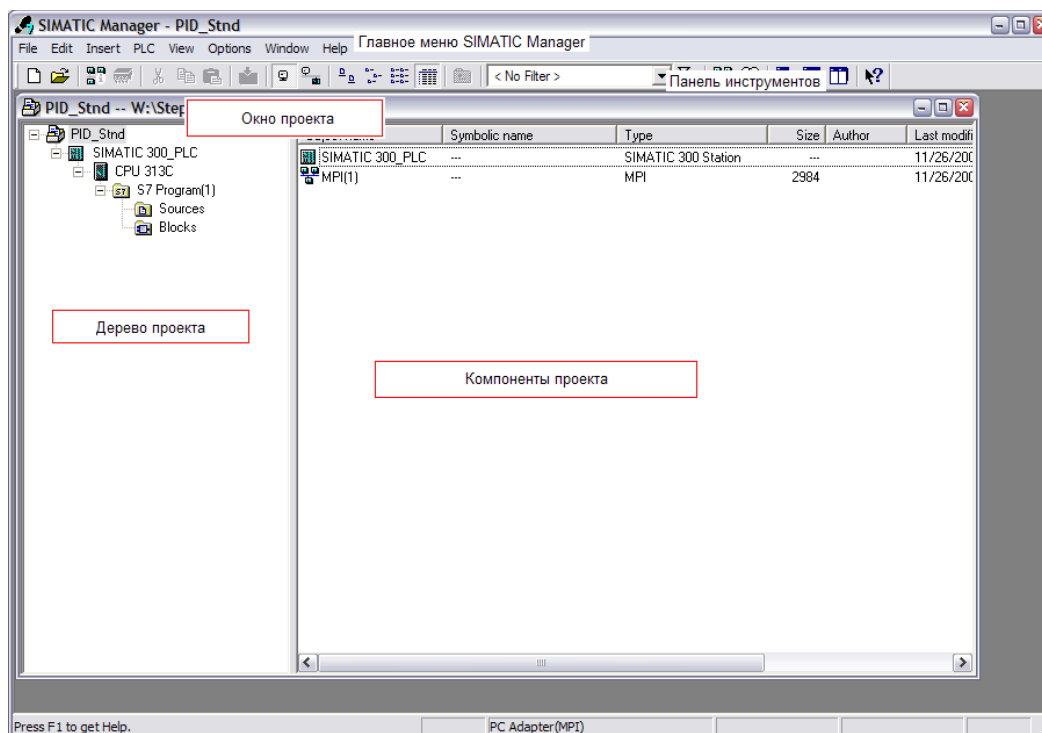 SIMATIC Manager - PID_Stnd
File Edit Insert PLC View Options Window Help
Главное меню SIMATIC Manager
< No Filter >
Панель инструментов
PID_Stnd -- W:\Step
Окно проекта
Symbolic name Type Size Author Last modifi
PID_Stnd
SIMATIC 300_PLC
CPU 313C
S7 Program(1)
Sources
Blocks
SIMATIC 300_PLC --- SIMATIC 300 Station --- 11/26/200
MPI(1) --- MPI 2984 11/26/200
Дерево проекта
Компоненты проекта
Press F1 to get Help. PC Adapter(MPI)